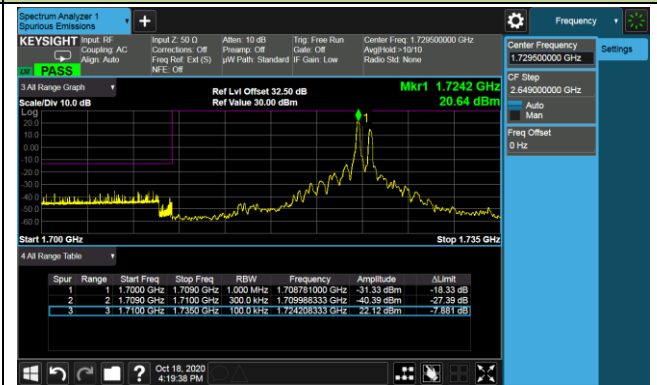 Spectrum Analyzer 1
Spurious Emissions
Frequency
KEYSIGHT Input: RF
Coupling: AC
Align: Auto
Input Z: 50 Ω
Corrections: Off
Freq Ref: Ext (S)
NFE: Off
Atten: 10 dB
Preamp: Off
µW Path: Standard
Trig: Free Run
Gate: Off
IF Gain: Low
Center Freq: 1.729500000 GHz
Avg|Hold:>10/10
Radio Std: None
PASS
Center Frequency
1.729500000 GHz
Settings
CF Step
2.649000000 GHz
Auto
Man
Freq Offset
0 Hz
3 All Range Graph
Scale/Div 10.0 dB
Ref Lvl Offset 32.50 dB
Ref Value 30.00 dBm
Mkr1 1.7242 GHz
20.64 dBm
Log
20.0
10.0
0.00
-10.0
-20.0
-30.0
-40.0
-50.0
-60.0
1
Start 1.700 GHz
Stop 1.735 GHz
4 All Range Table
Spur Range Start Freq Stop Freq RBW Frequency Amplitude ΔLimit
1 1 1.7000 GHz 1.7090 GHz 1.000 MHz 1.708781000 GHz -31.33 dBm -18.33 dB
2 2 1.7090 GHz 1.7100 GHz 300.0 kHz 1.709988333 GHz -40.39 dBm -27.39 dB
3 3 1.7100 GHz 1.7350 GHz 100.0 kHz 1.724208333 GHz 22.12 dBm -7.881 dB
Oct 18, 2020
4:19:38 PM